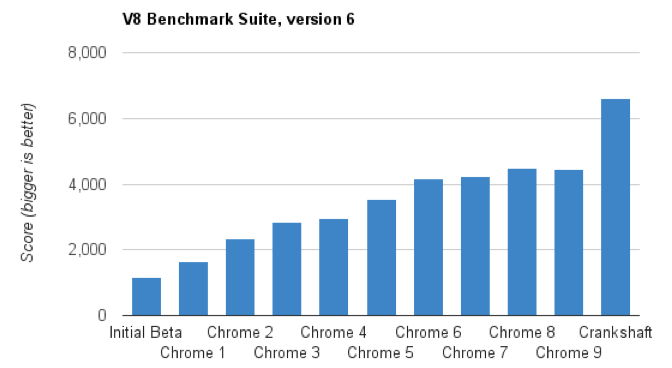 V8 Benchmark Suite, version 6
8,000
6,000
4,000
2,000
0
Score (bigger is better)
Initial Beta Chrome 2 Chrome 4 Chrome 6 Chrome 8 Crankshaft
Chrome 1 Chrome 3 Chrome 5 Chrome 7 Chrome 9